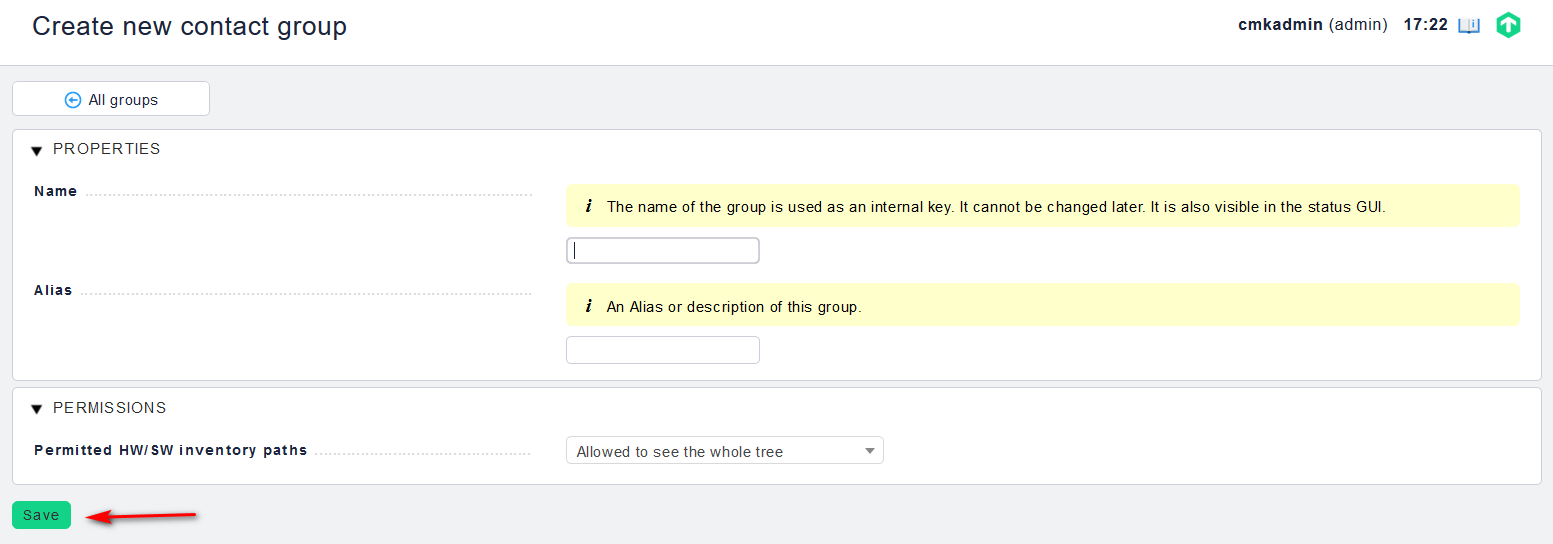 Create new contact group
cmkadmin (admin) 17:22
All groups
PROPERTIES
Name
i The name of the group is used as an internal key. It cannot be changed later. It is also visible in the status GUI.
Alias
i An Alias or description of this group.
PERMISSIONS
Permitted HW/SW inventory paths
Allowed to see the whole tree
Save